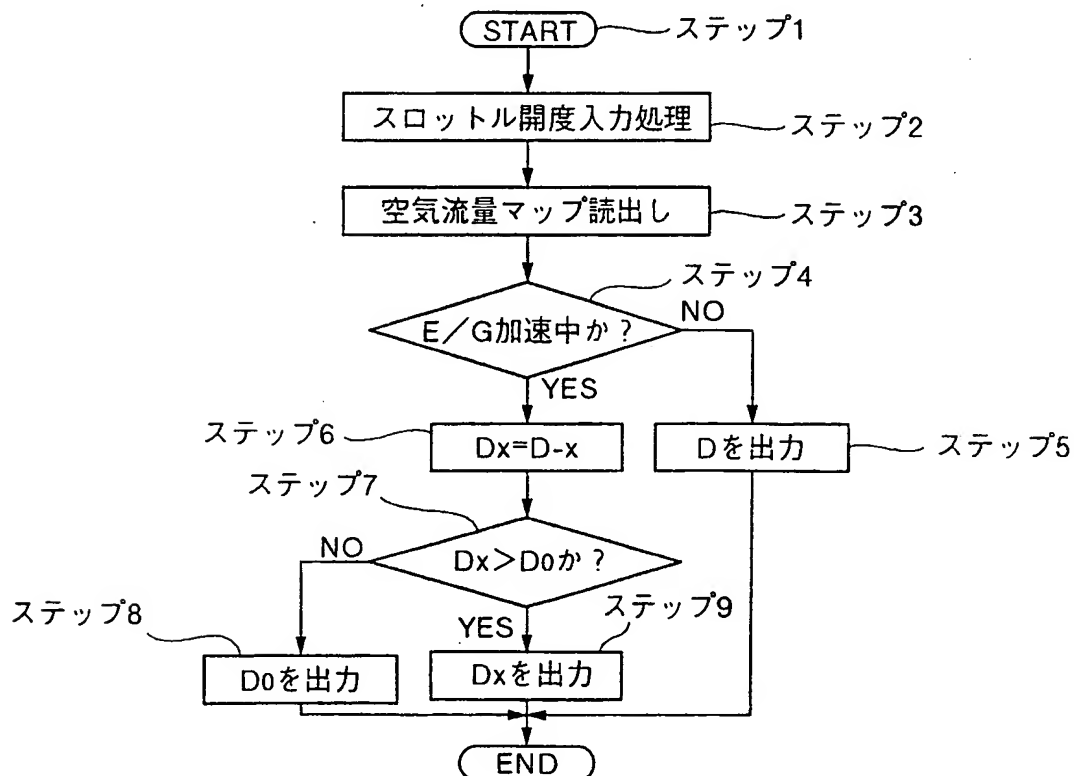 START
ステップ1
スロットル開度入力処理
ステップ2
空気流量マップ読出し
ステップ3
ステップ4
E／G加速中か？
NO
YES
ステップ6
Dx=D-x
Dを出力
ステップ5
ステップ7
NO
Dx＞D0か？
ステップ8
YES
ステップ9
D0を出力
Dxを出力
END